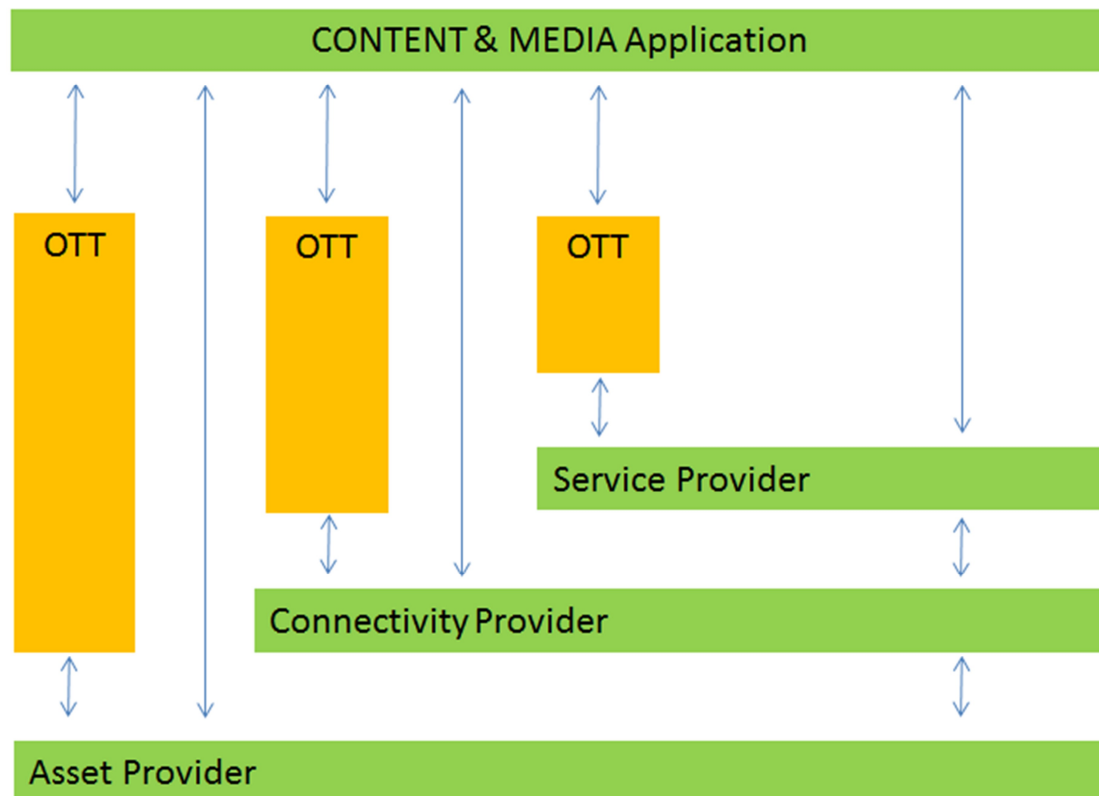 CONTENT & MEDIA Application
OTT
OTT
OTT
Service Provider
Connectivity Provider
Asset Provider